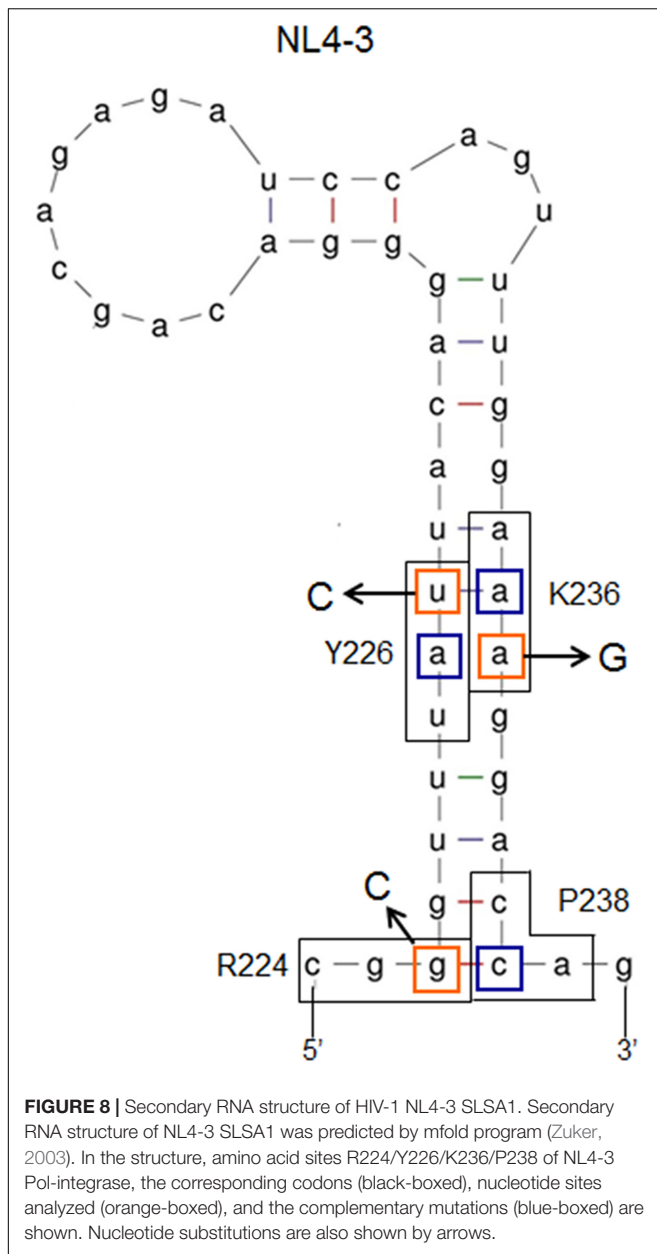 NL4-3
a g a
a g
g u c c u
a a g g
c g u
g a c
a u
c g
a g
u a
C u a K236
Y226 a a G
u g
u g
u a
C
g c P238
R224 c g g c a g
5' 3'
FIGURE 8 | Secondary RNA structure of HIV-1 NL4-3 SLSA1. Secondary
RNA structure of NL4-3 SLSA1 was predicted by mfold program (Zuker,
2003). In the structure, amino acid sites R224/Y226/K236/P238 of NL4-3
Pol-integrase, the corresponding codons (black-boxed), nucleotide sites
analyzed (orange-boxed), and the complementary mutations (blue-boxed) are
shown. Nucleotide substitutions are also shown by arrows.